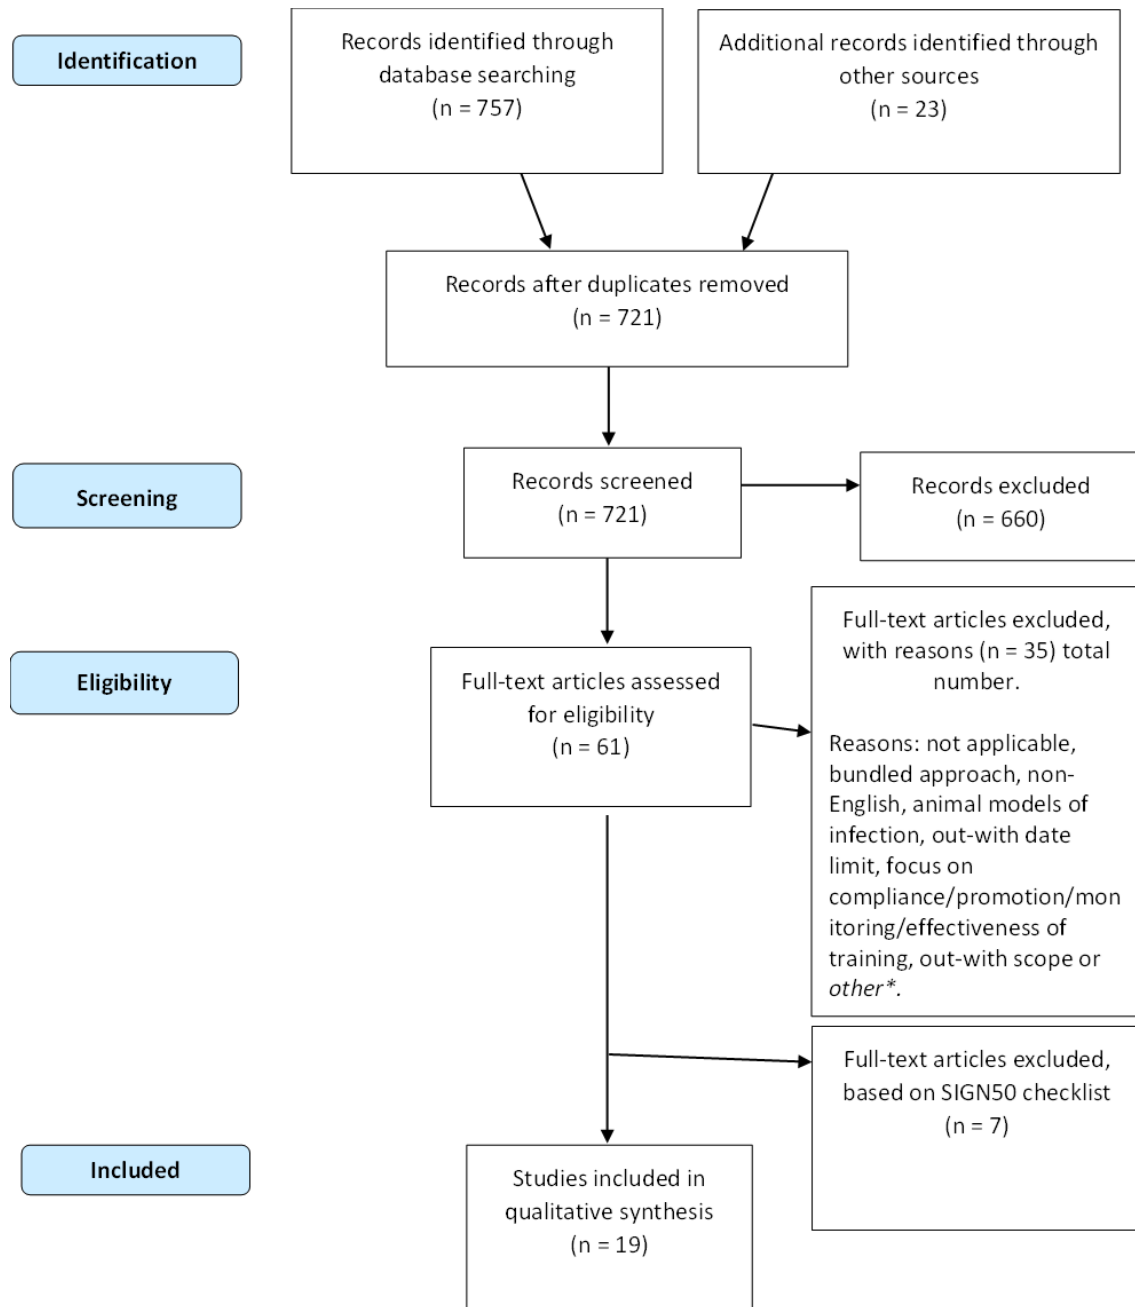 Identification
Records identified through
database searching
(n = 757)
Additional records identified through
other sources
(n = 23)
Records after duplicates removed
(n = 721)
Screening
Records screened
(n = 721)
Records excluded
(n = 660)
Eligibility
Full-text articles assessed
for eligibility
(n = 61)
Full-text articles excluded,
with reasons (n = 35) total
number.
Reasons: not applicable,
bundled approach, non-
English, animal models of
infection, out-with date
limit, focus on
compliance/promotion/mon
itoring/effectiveness of
training, out-with scope or
other*.
Full-text articles excluded,
based on SIGN50 checklist
(n = 7)
Included
Studies included in
qualitative synthesis
(n = 19)